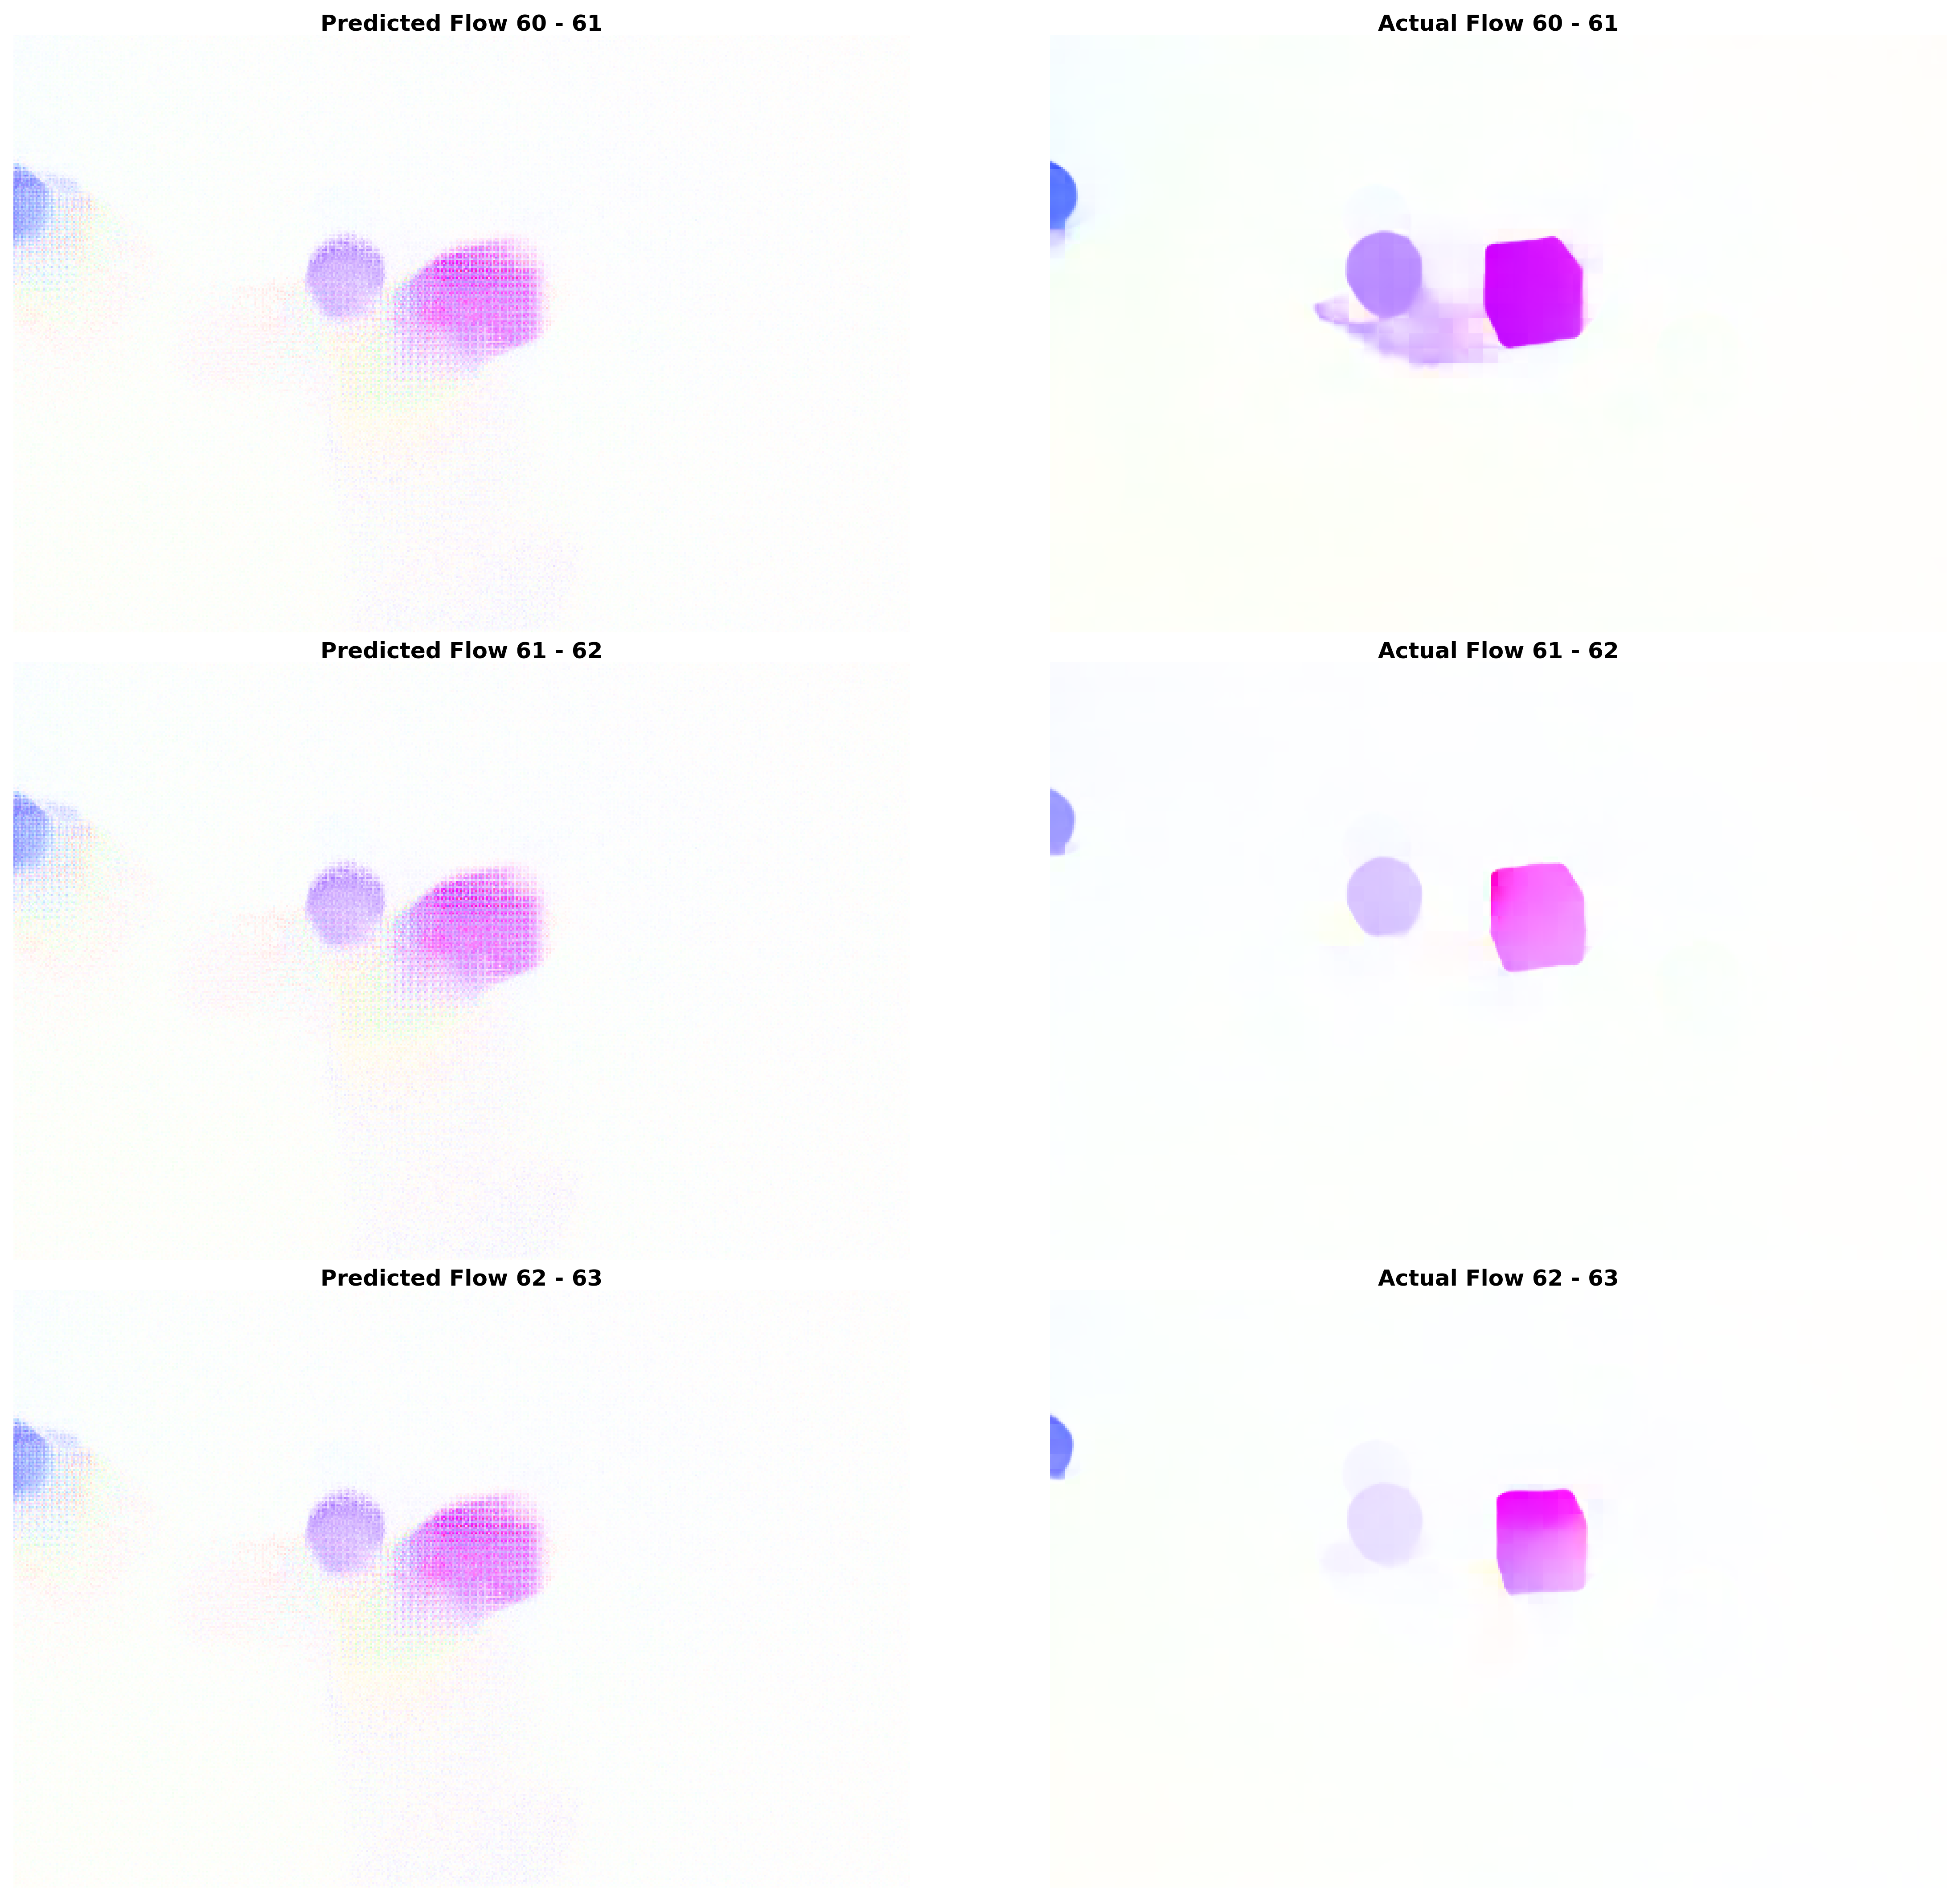 Predicted Flow 60 - 61
Actual Flow 60 - 61
Predicted Flow 61 - 62
Actual Flow 61 - 62
Predicted Flow 62 - 63
Actual Flow 62 - 63